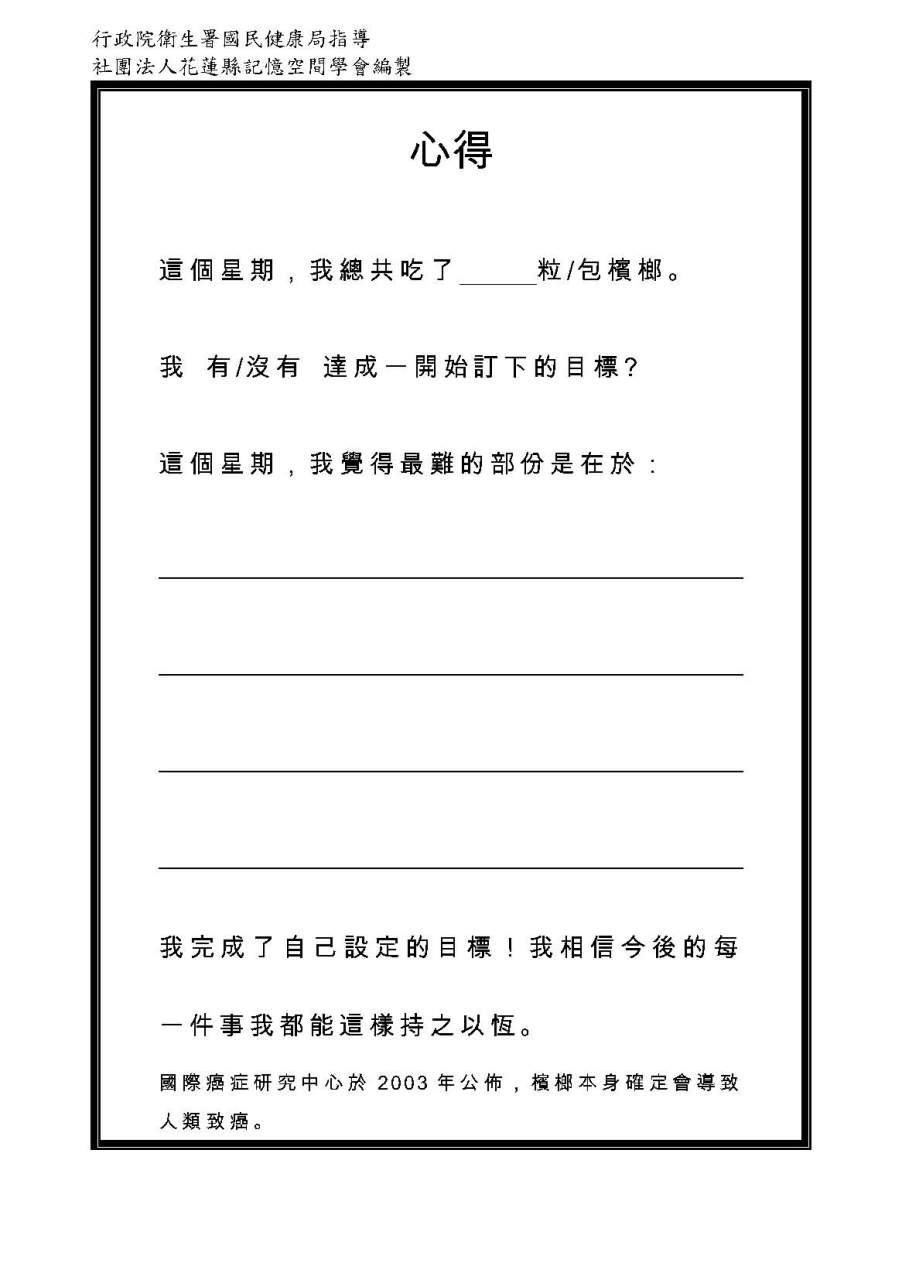 行政院衛生署國民健康局指導
社團法人花蓮縣記憶空間學會編製
心得
這個星期，我總共吃了______粒/包檳榔。
我 有/沒有 達成一開始訂下的目標?
這個星期，我覺得最難的部份是在於：
我完成了自己設定的目標！我相信今後的每
一件事我都能這樣持之以恆。
國際癌症研究中心於 2003 年公佈，檳榔本身確定會導致
人類致癌。